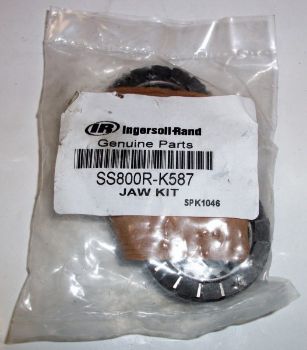 IR Ingersoll-Rand
Genuine Parts
SS800R-K587
JAW KIT
SPK1046